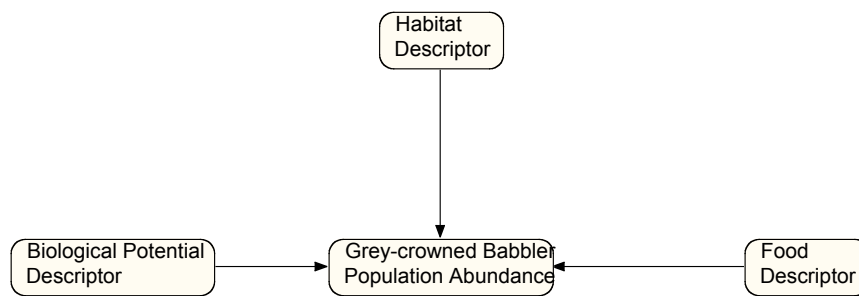 Habitat
Descriptor
Biological Potential
Descriptor
Grey-crowned Babbler
Population Abundance
Food
Descriptor